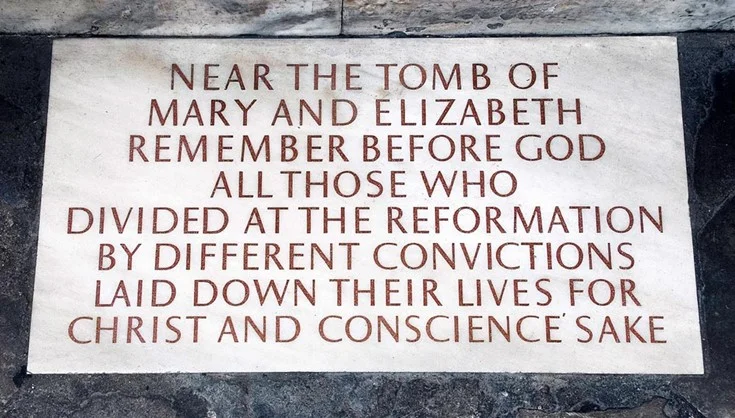 NEAR THE TOMB OF
MARY AND ELIZABETH
REMEMBER BEFORE GOD
ALL THOSE WHO
DIVIDED AT THE REFORMATION
BY DIFFERENT CONVICTIONS
LAID DOWN THEIR LIVES FOR
CHRIST AND CONSCIENCE' SAKE